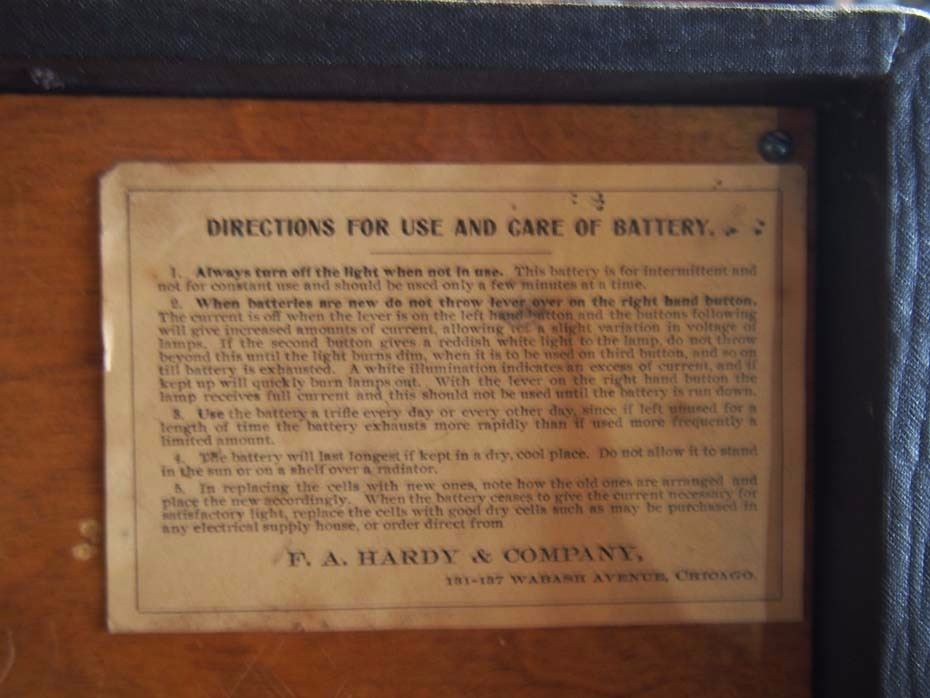 DIRECTIONS FOR USE AND CARE OF BATTERY.
1. Always turn off the light when not in use. This battery is for intermittent and
not for constant use and should be used only a few minutes at a time.
2. When batteries are new do not throw lever over on the right hand button.
The current is off when the lever is on the left hand button and the buttons following
will give increased amounts of current, allowing for a slight variation in voltage of
lamps. If the second button gives a reddish white light to the lamp, do not throw
beyond this until the light burns dim, when it is to be used on third button, and so on
till battery is exhausted. A white illumination indicates an excess of current, and if
kept up will quickly burn lamps out. With the lever on the right hand button the
lamp receives full current and this should not be used until the battery is run down.
3. Use the battery a trifle every day or every other day, since if left unused for a
length of time the battery exhausts more rapidly than if used more frequently a
limited amount.
4. The battery will last longest if kept in a dry, cool place. Do not allow it to stand
in the sun or on a shelf over a radiator.
5. In replacing the cells with new ones, note how the old ones are arranged and
place the new accordingly. When the battery ceases to give the current necessary for
satisfactory light, replace the cells with good dry cells such as may be purchased in
any electrical supply house, or order direct from
F. A. HARDY & COMPANY,
131-137 WABASH AVENUE, CHICAGO.